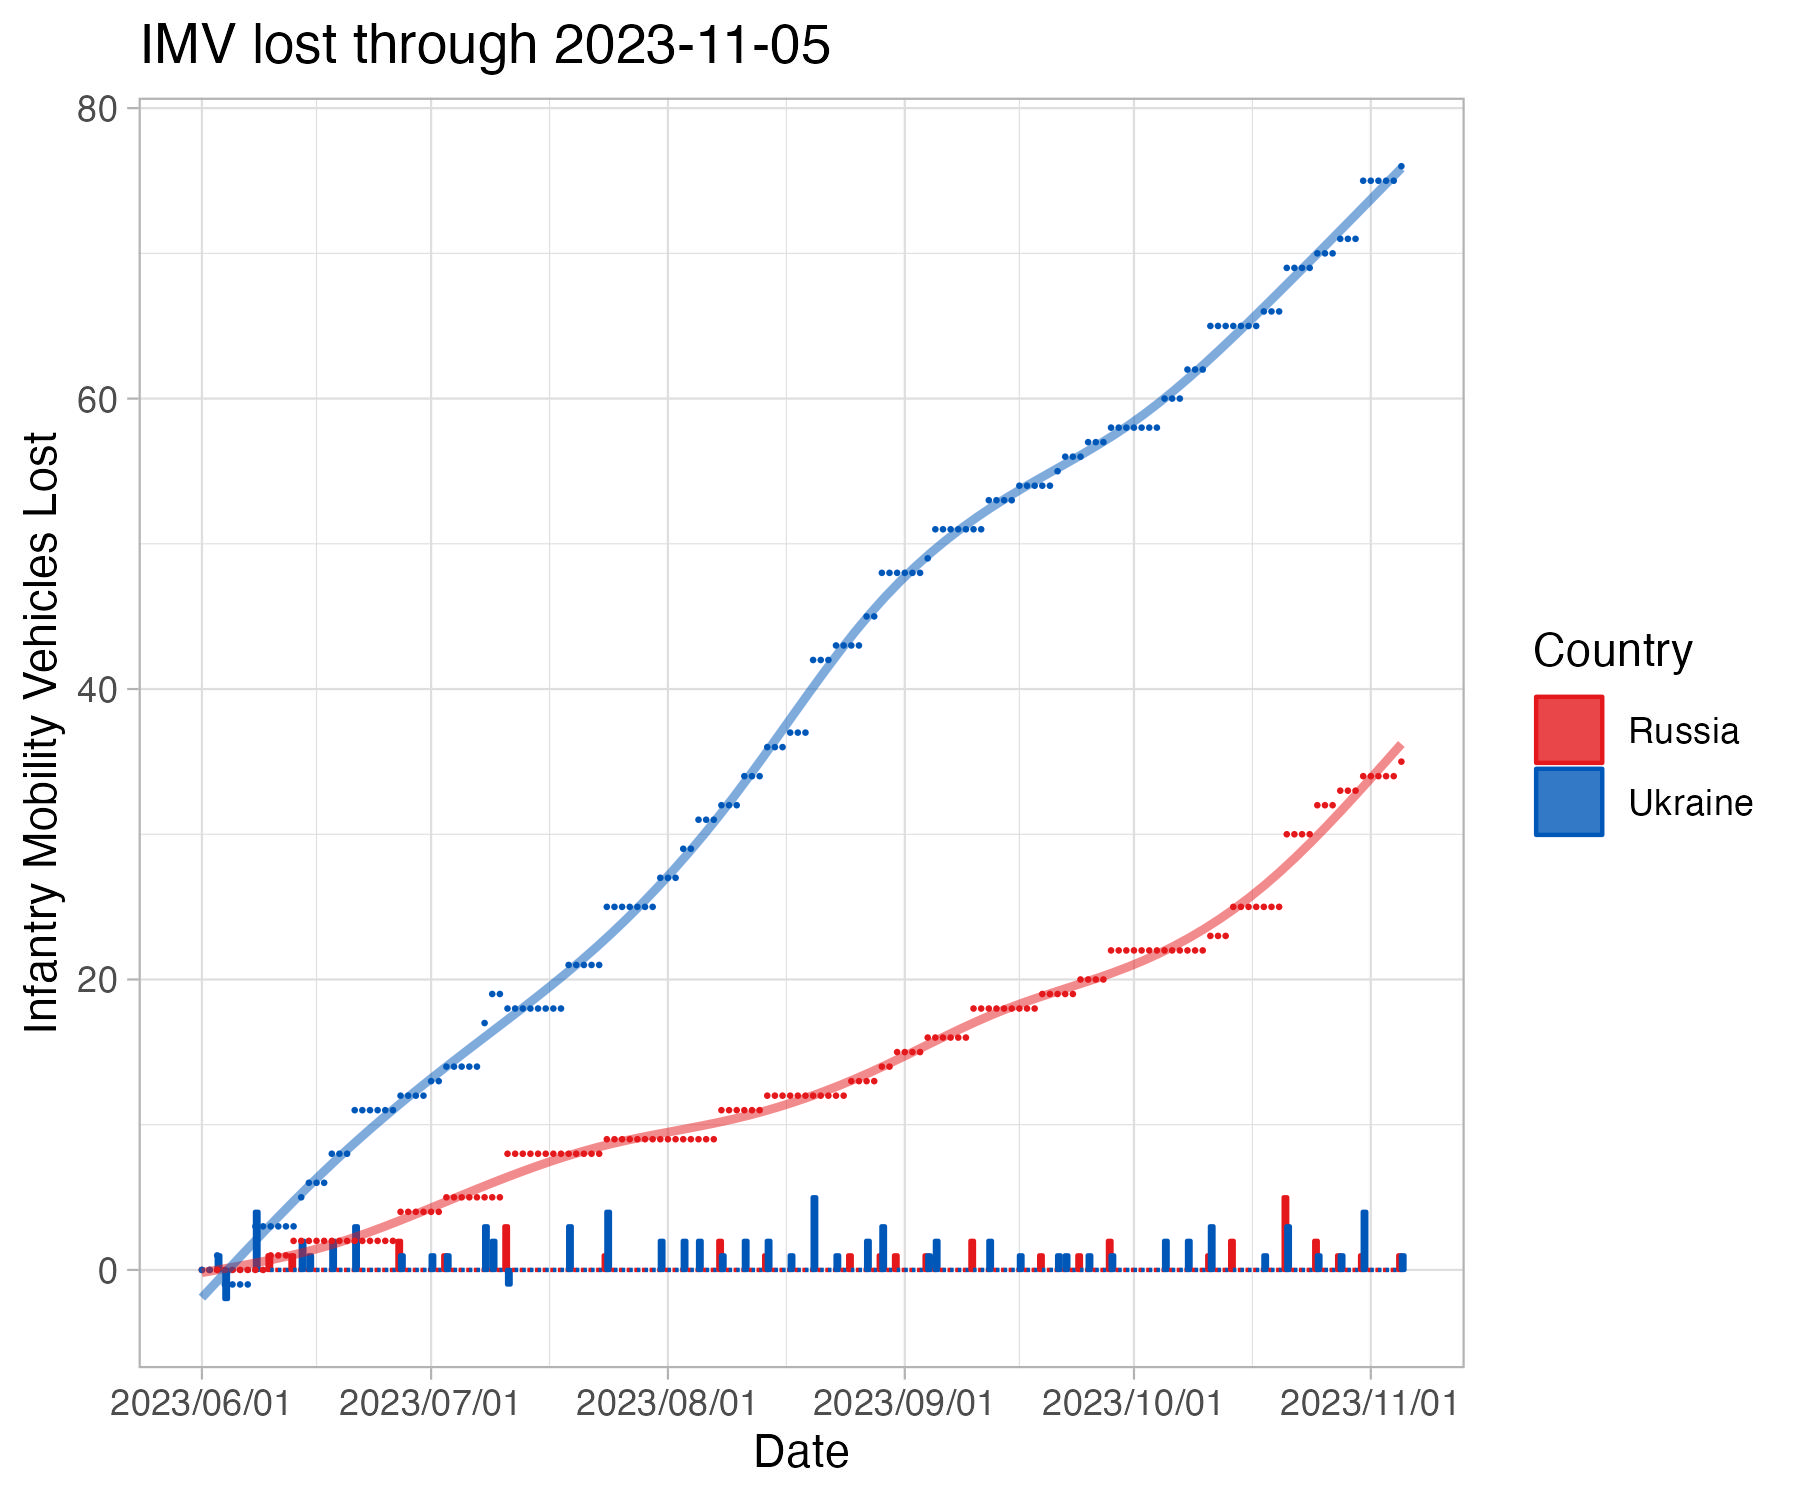 IMV lost through 2023-11-05
Infantry Mobility Vehicles Lost
80
60
40
20
0
2023/06/01
2023/07/01
2023/08/01
2023/09/01
2023/10/01
2023/11/01
Date
Country
Russia
Ukraine